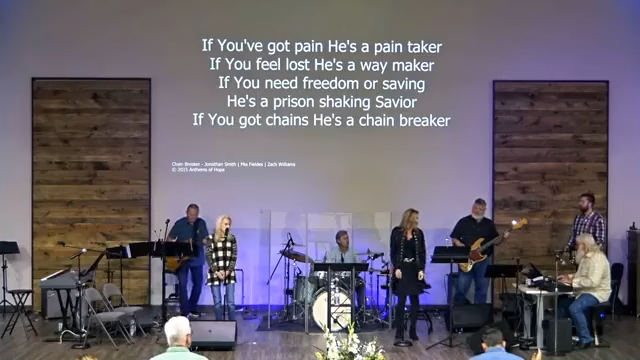 If You've got pain He's a pain taker
If You feel lost He's a way maker
If You need freedom or saving
He's a prison shaking Savior
If You got chains He's a chain breaker
Chain Breaker - Jonathan Smith | Mia Fieldes | Zach Williams
© 2015 Anthems of Hope